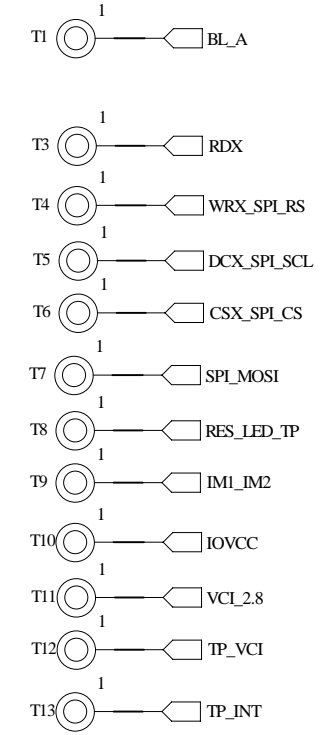 1
T1 BL_A
1
T3 RDX
1
T4 WRX_SPI_RS
1
T5 DCX_SPI_SCL
1
T6 CSX_SPI_CS
1
T7 SPI_MOSI
1
T8 RES_LED_TP
1
T9 IM1_IM2
1
T10 IOVCC
1
T11 VCI_2.8
1
T12 TP_VCI
1
T13 TP_INT